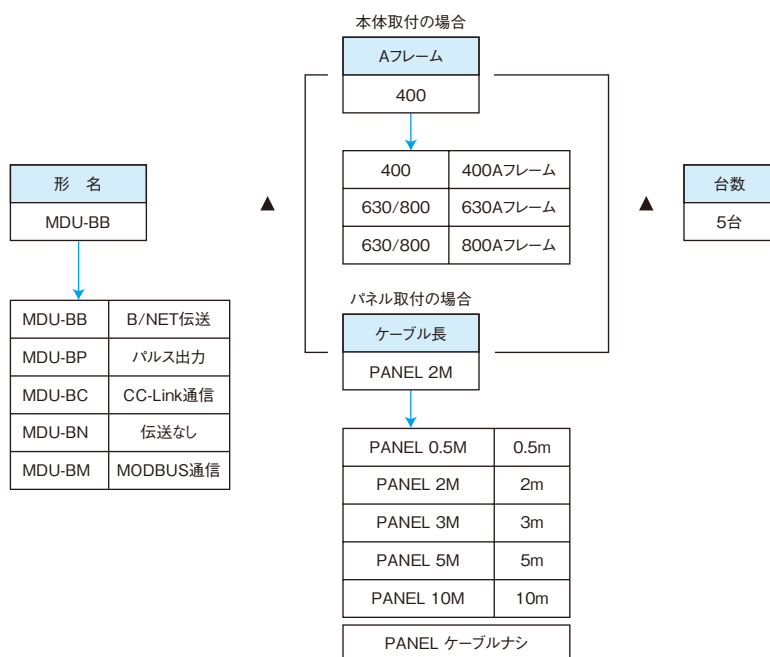 本体取付の場合
Aフレーム
400
400 400Aフレーム
630/800 630Aフレーム
630/800 800Aフレーム
形 名
MDU-BB
▲
▲
台数
5台
MDU-BB B/NET伝送
MDU-BP パルス出力
MDU-BC CC-Link通信
MDU-BN 伝送なし
MDU-BM MODBUS通信
パネル取付の場合
ケーブル長
PANEL 2M
PANEL 0.5M 0.5m
PANEL 2M 2m
PANEL 3M 3m
PANEL 5M 5m
PANEL 10M 10m
PANEL ケーブルナシ